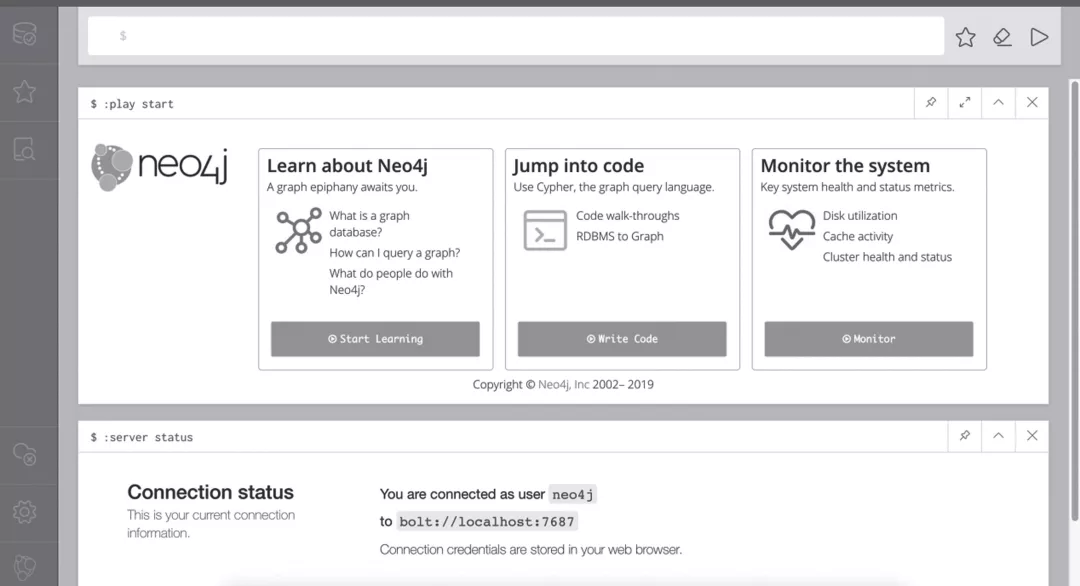 $
$ :play start
neo4j
Learn about Neo4j
A graph epiphany awaits you.
What is a graph
database?
How can I query a graph?
What do people do with
Neo4j?
Start Learning
Jump into code
Use Cypher, the graph query language.
Code walk-throughs
RDBMS to Graph
Write Code
Monitor the system
Key system health and status metrics.
Disk utilization
Cache activity
Cluster health and status
Monitor
Copyright © Neo4j, Inc 2002– 2019
$ :server status
Connection status
This is your current connection
information.
You are connected as user neo4j
to bolt://localhost:7687
Connection credentials are stored in your web browser.